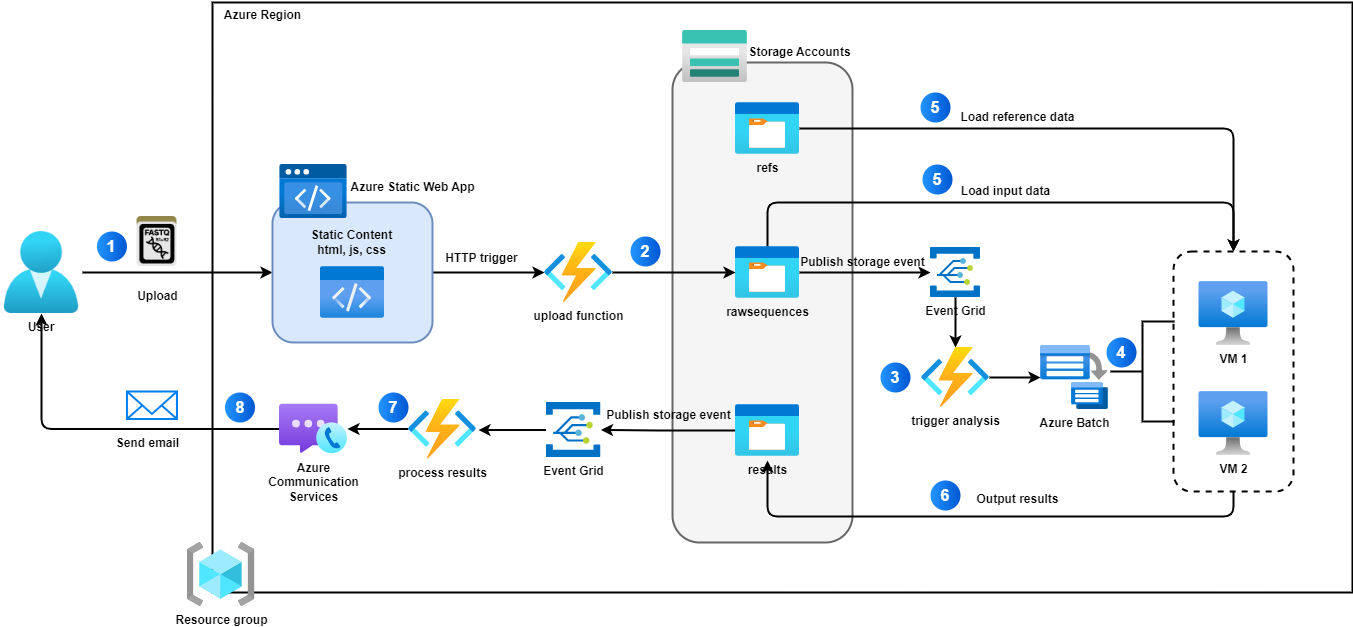 Azure Region
Storage Accounts
5
Load reference data
refs
5
Load input data
Azure Static Web App
Static Content
html, js, css
1
FASTQ
Upload
User
HTTP trigger
upload function
2
rawsequences
Publish storage event
Event Grid
3
trigger analysis
4
Azure Batch
VM 1
VM 2
6
Output results
results
Publish storage event
Event Grid
7
process results
8
Azure
Communication
Services
Send email
Resource group